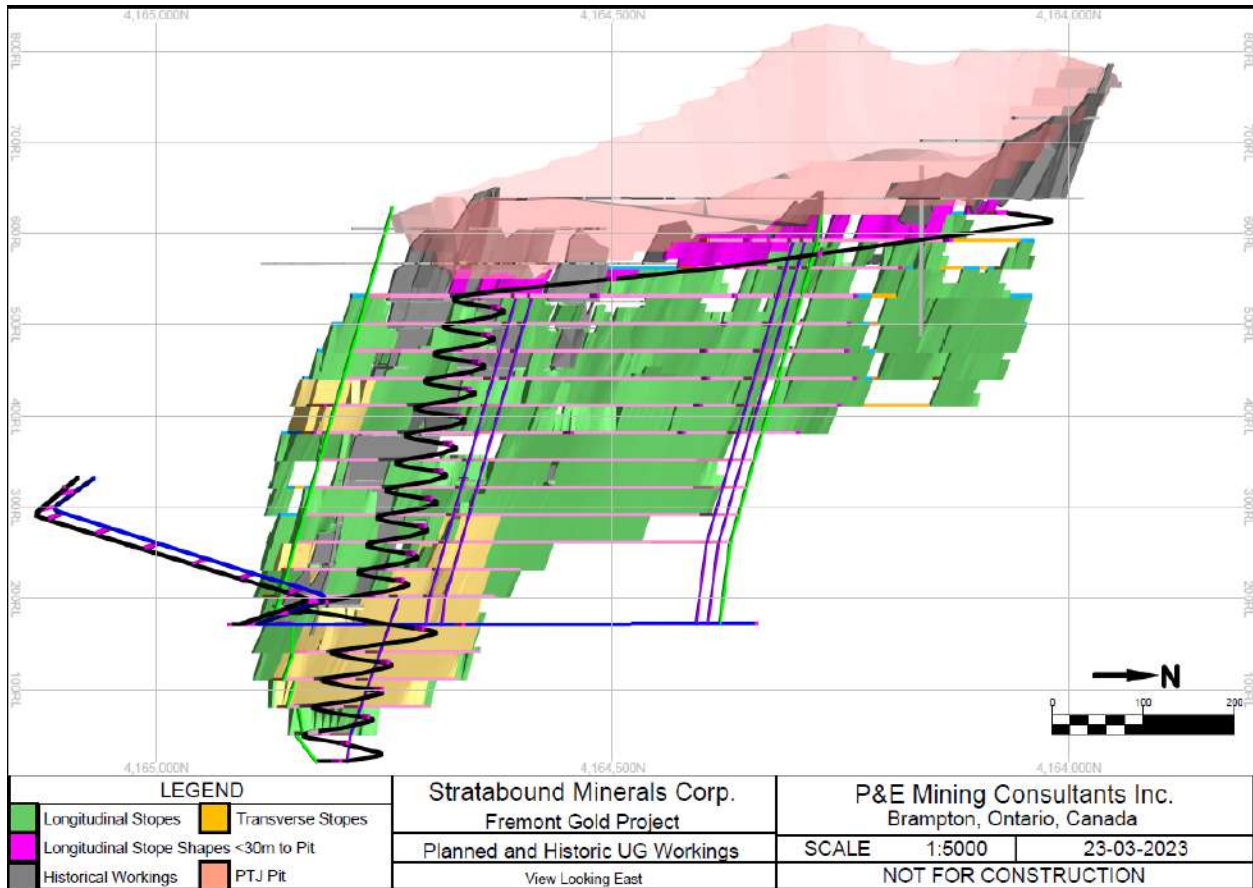 4,165,000N 4,164,500N 4,164,000N
800RL 800RL
700RL 700RL
600RL 600RL
500RL 500RL
400RL 400RL
300RL 300RL
200RL 200RL
100RL 100RL
N
0 100 200
4,165,000N 4,164,500N 4,164,000N
LEGEND
Longitudinal Stopes Transverse Stopes
Longitudinal Stope Shapes <30m to Pit
Historical Workings PTJ Pit
Stratabound Minerals Corp.
Fremont Gold Project
Planned and Historic UG Workings
View Looking East
P&E Mining Consultants Inc.
Brampton, Ontario, Canada
SCALE 1:5000 23-03-2023
NOT FOR CONSTRUCTION